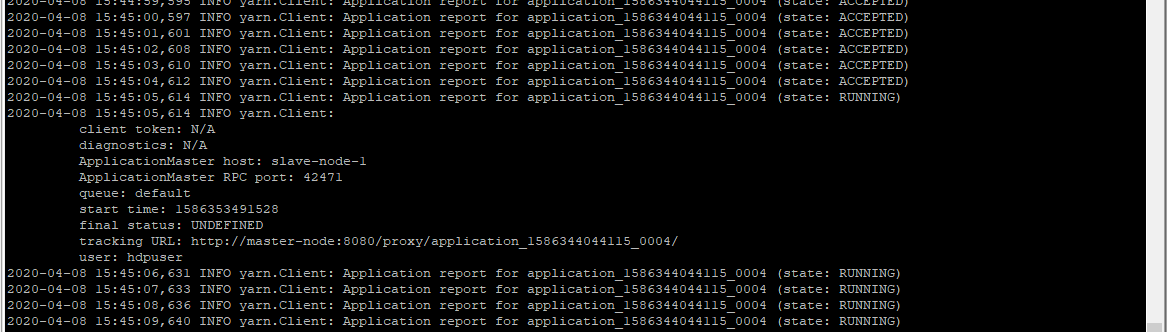 2020-04-08 15:44:59,595 INFO yarn.Client: Application report for application_1586344044115_0004 (state: ACCEPTED)
2020-04-08 15:45:00,597 INFO yarn.Client: Application report for application_1586344044115_0004 (state: ACCEPTED)
2020-04-08 15:45:01,601 INFO yarn.Client: Application report for application_1586344044115_0004 (state: ACCEPTED)
2020-04-08 15:45:02,608 INFO yarn.Client: Application report for application_1586344044115_0004 (state: ACCEPTED)
2020-04-08 15:45:03,610 INFO yarn.Client: Application report for application_1586344044115_0004 (state: ACCEPTED)
2020-04-08 15:45:04,612 INFO yarn.Client: Application report for application_1586344044115_0004 (state: ACCEPTED)
2020-04-08 15:45:05,614 INFO yarn.Client: Application report for application_1586344044115_0004 (state: RUNNING)
2020-04-08 15:45:05,614 INFO yarn.Client:
client token: N/A
diagnostics: N/A
ApplicationMaster host: slave-node-1
ApplicationMaster RPC port: 42471
queue: default
start time: 1586353491528
final status: UNDEFINED
tracking URL: http://master-node:8080/proxy/application_1586344044115_0004/
user: hdpuser
2020-04-08 15:45:06,631 INFO yarn.Client: Application report for application_1586344044115_0004 (state: RUNNING)
2020-04-08 15:45:07,633 INFO yarn.Client: Application report for application_1586344044115_0004 (state: RUNNING)
2020-04-08 15:45:08,636 INFO yarn.Client: Application report for application_1586344044115_0004 (state: RUNNING)
2020-04-08 15:45:09,640 INFO yarn.Client: Application report for application_1586344044115_0004 (state: RUNNING)